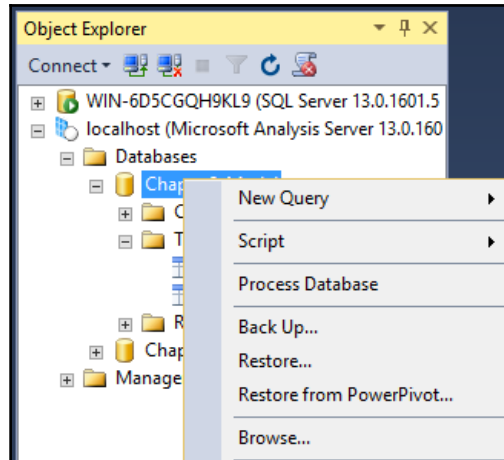 Object Explorer
Connect
WIN-6D5CGQH9KL9 (SQL Server 13.0.1601.5
localhost (Microsoft Analysis Server 13.0.160
Databases
New Query
Script
Process Database
Back Up...
Restore...
Restore from PowerPivot...
Browse...
Chap
Manage